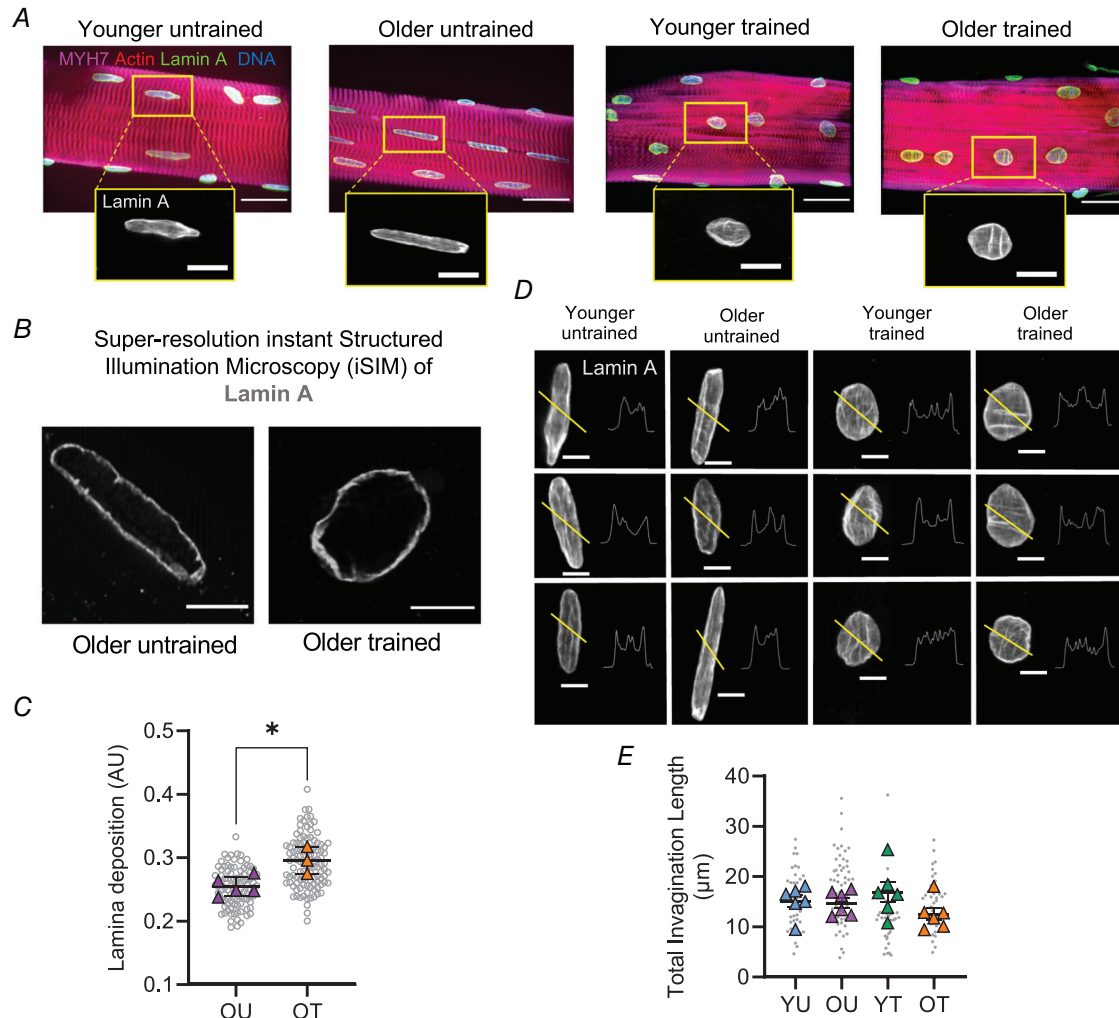 A
Younger untrained
Older untrained
Younger trained
Older trained
MYH7 Actin Lamin A DNA
Lamin A
B
Super-resolution instant Structured
Illumination Microscopy (iSIM) of
Lamin A
Older untrained
Older trained
C
Lamina deposition (AU)
0.5
0.4
0.3
0.2
0.1
*
OU
OT
D
Younger
untrained
Older
untrained
Younger
trained
Older
trained
Lamin A
E
Total Invagination Length
(μm)
40
30
20
10
0
YU
OU
YT
OT